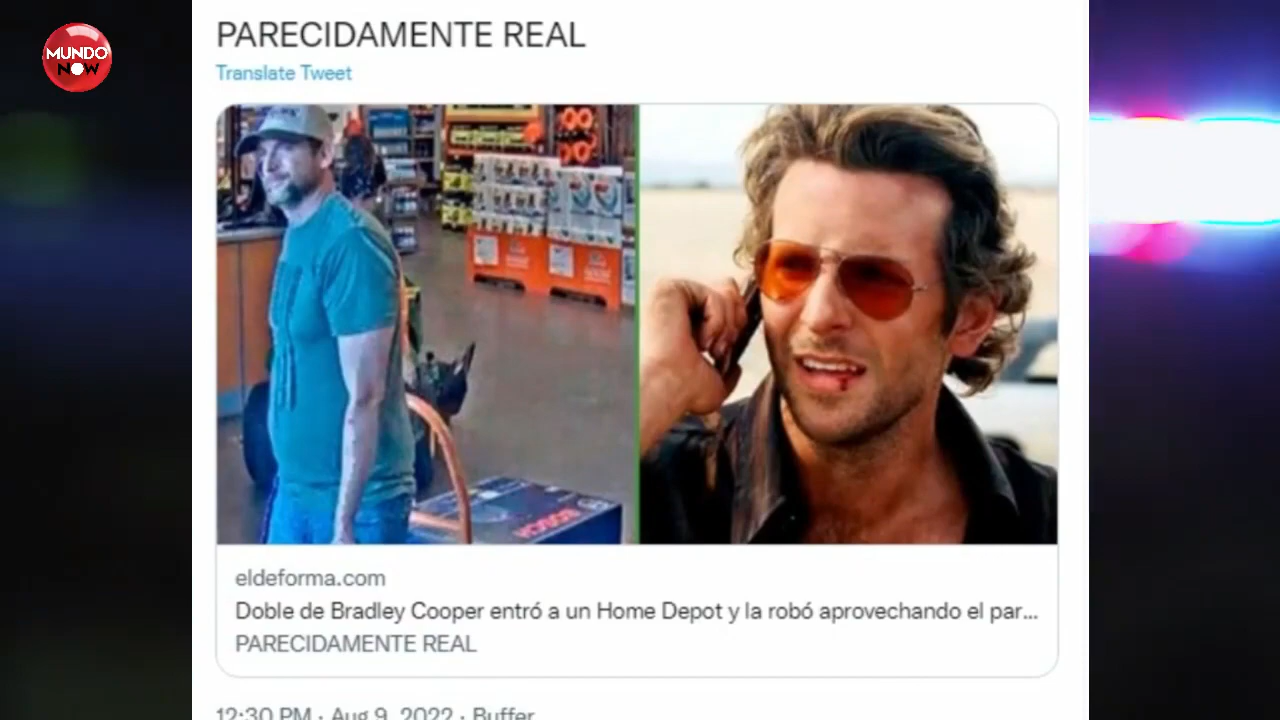 PARECIDAMENTE REAL
MUNDO
NOW
Translate Tweet
BOSCH
eldeforma.com
Doble de Bradley Cooper entró a un Home Depot y la robó aprovechando el par...
PARECIDAMENTE REAL
12:30 PM · Aug 9, 2022 · Buffer